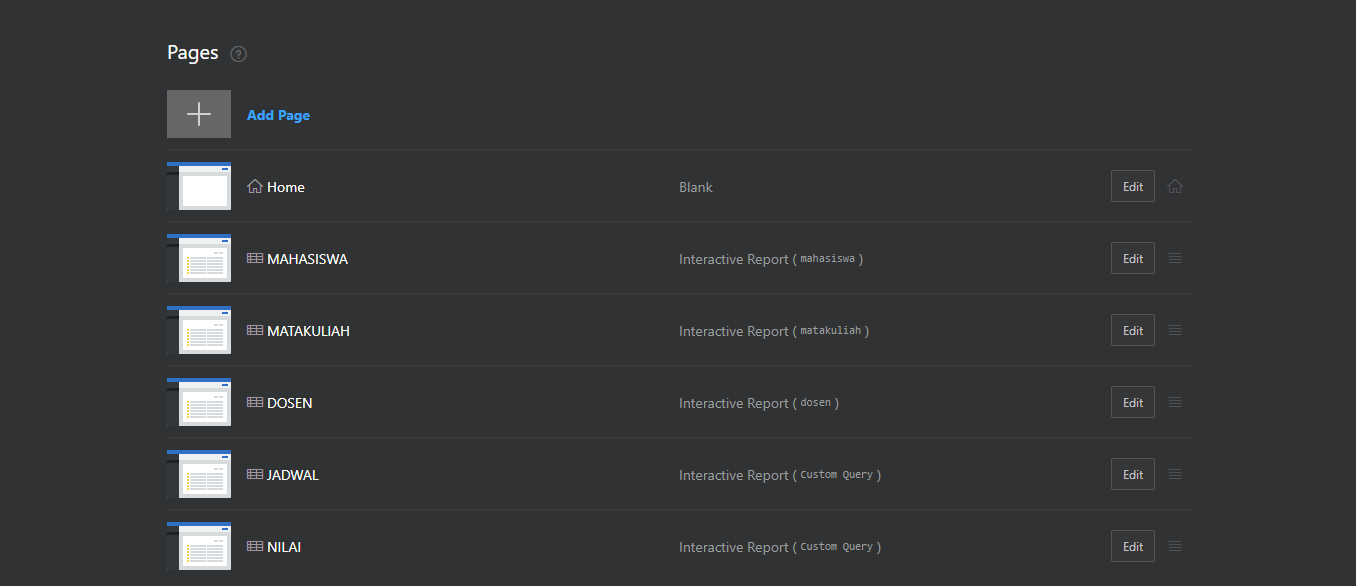 Pages ?
Add Page
Home Blank Edit
MAHASISWA Interactive Report ( mahasiswa ) Edit
MATAKULIAH Interactive Report ( matakuliah ) Edit
DOSEN Interactive Report ( dosen ) Edit
JADWAL Interactive Report ( Custom Query ) Edit
NILAI Interactive Report ( Custom Query ) Edit